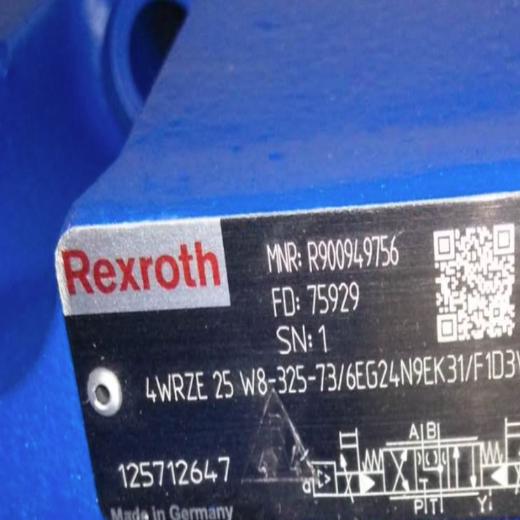 Rexroth
MNR: R900949756
FD: 75929
SN: 1
4WRZE 25 W8-325-73/6EG24N9EK31/F1D3
125712647
A B
a
P T Y
Made in Germany